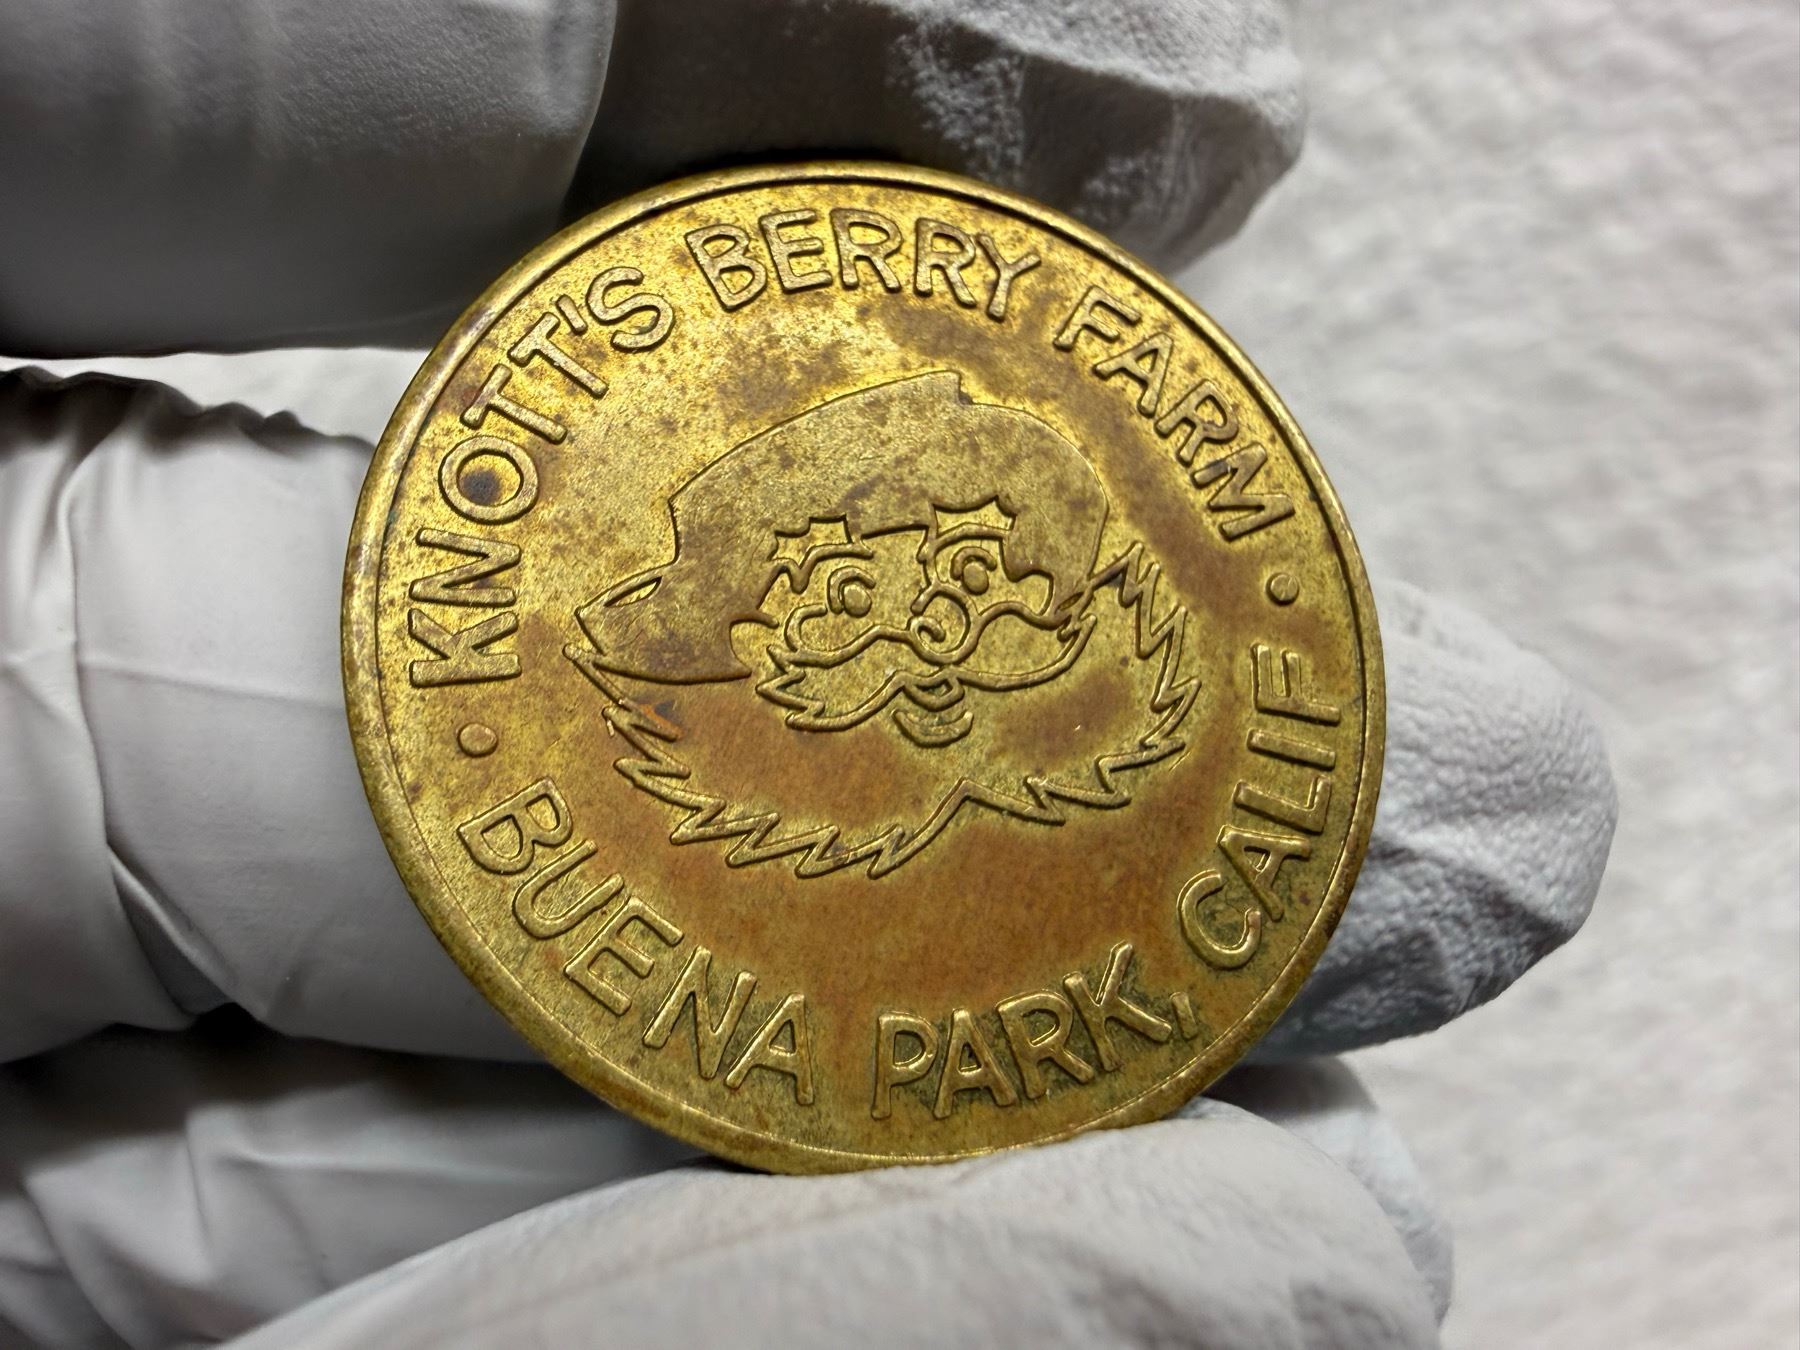 KNOTT'S BERRY FARM
BUENA PARK, CALIF